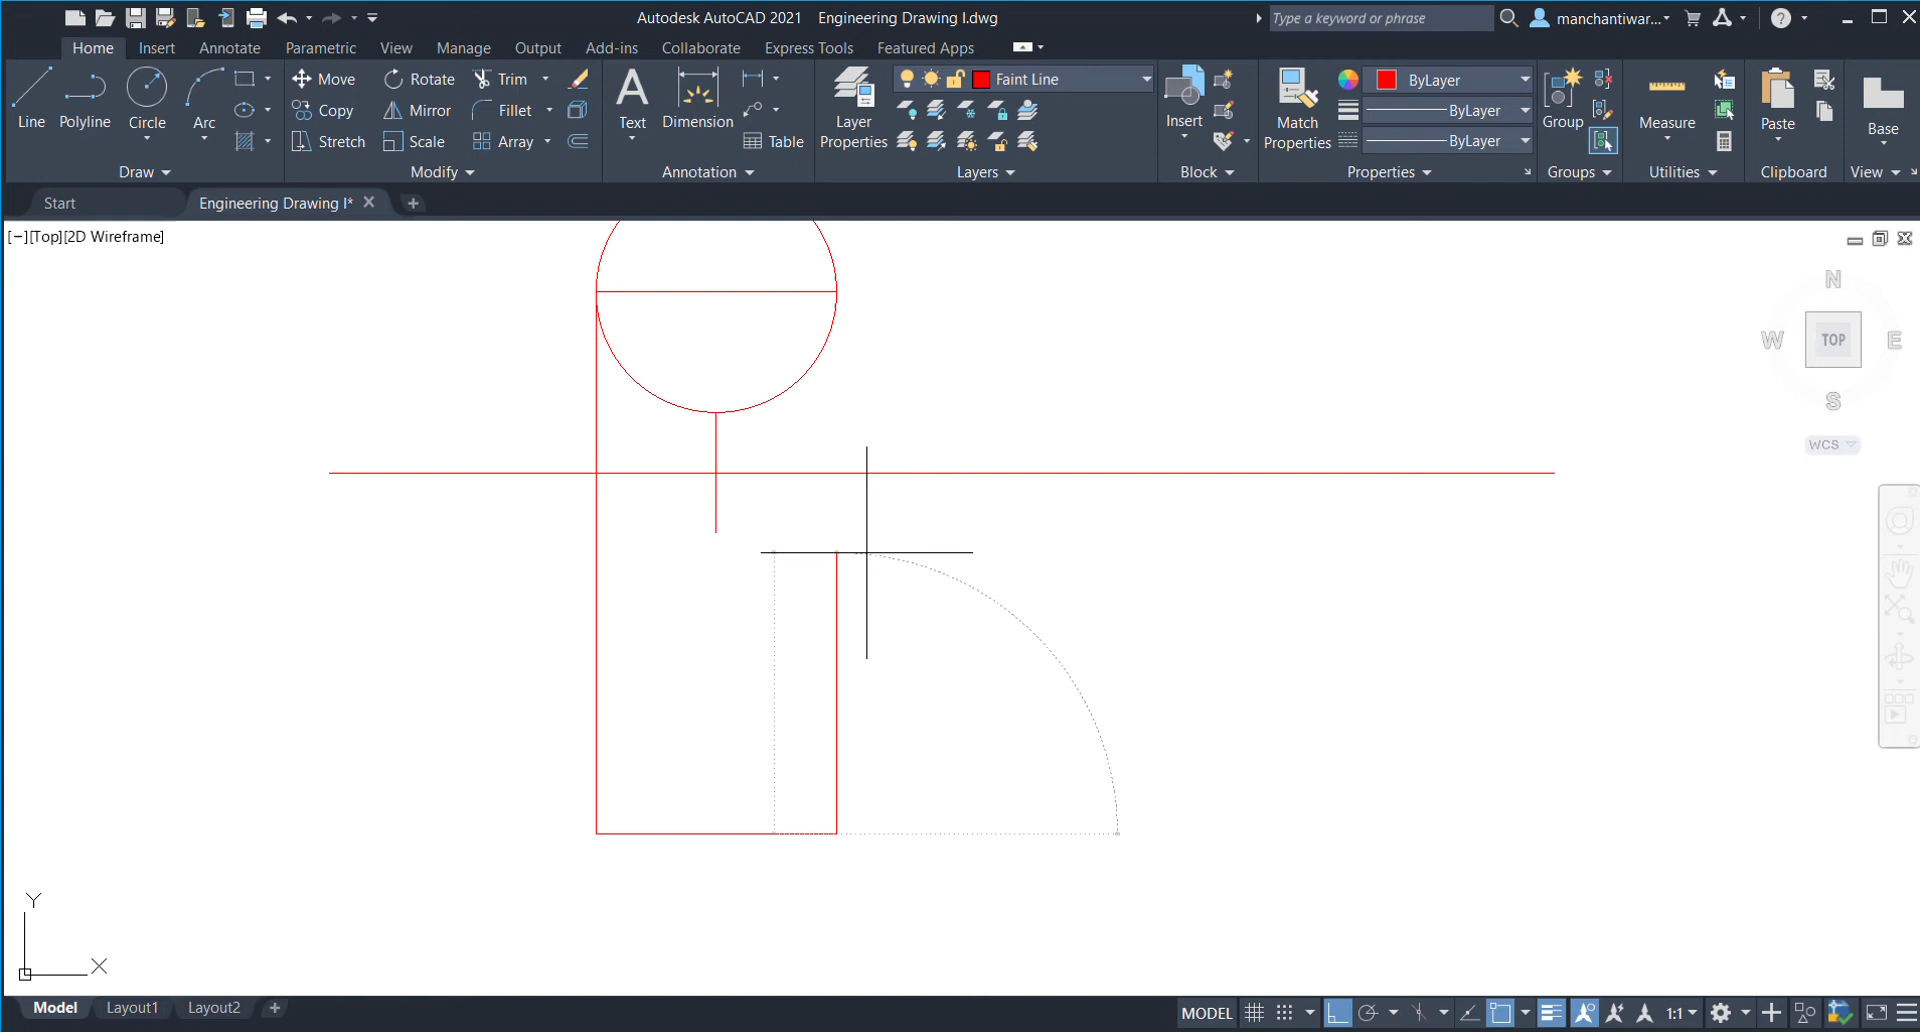 Autodesk AutoCAD 2021 Engineering Drawing I.dwg
Type a keyword or phrase
manchantiwar...
Home Insert Annotate Parametric View Manage Output Add-ins Collaborate Express Tools Featured Apps
Line Polyline Circle Arc
Move Rotate Trim
Copy Mirror Fillet
Stretch Scale Array
Text Dimension Table
Layer Properties
Faint Line
Insert
Match Properties
ByLayer
ByLayer
ByLayer
Group
Measure
Paste
Base
Draw Modify Annotation Layers Block Properties Groups Utilities Clipboard View
Start Engineering Drawing I*
[−][Top][2D Wireframe]
N
W TOP E
S
WCS
Y
X
Model Layout1 Layout2
MODEL 1:1